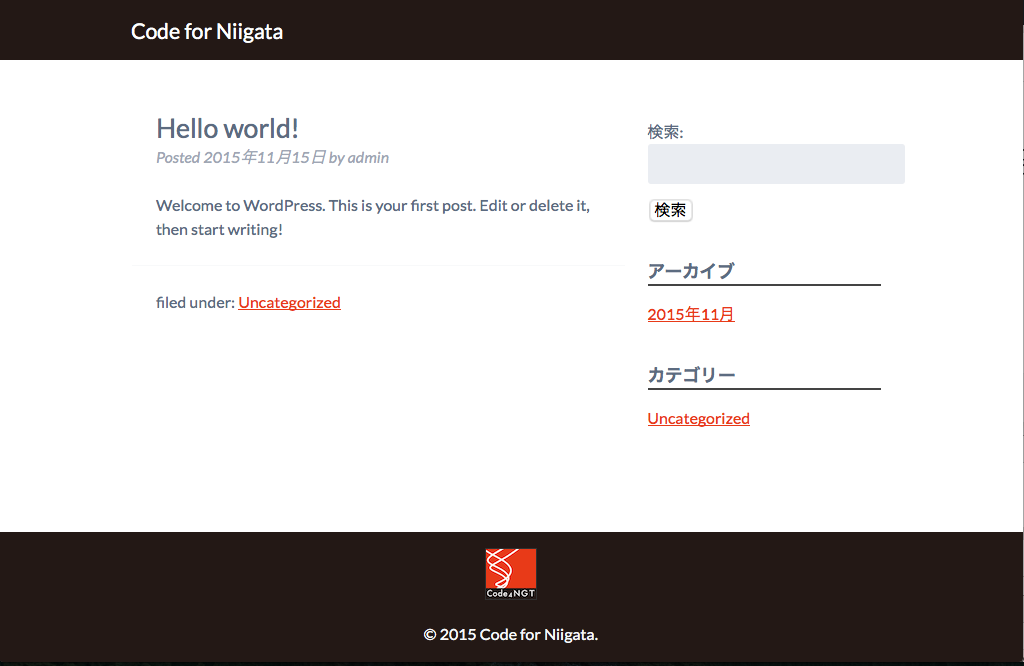 Code for Niigata
Hello world!
Posted 2015年11月15日 by admin
Welcome to WordPress. This is your first post. Edit or delete it,
then start writing!
filed under: Uncategorized
検索:
検索
アーカイブ
2015年11月
カテゴリー
Uncategorized
Code4NGT
© 2015 Code for Niigata.